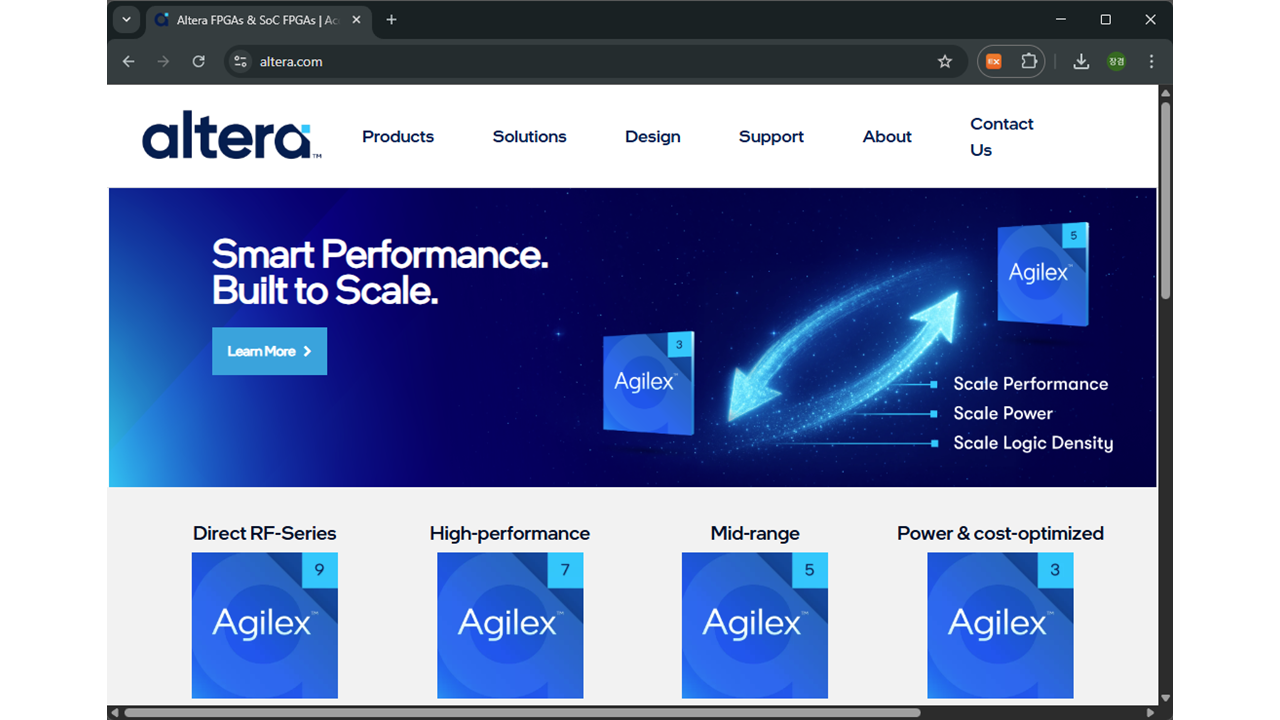 Altera FPGAs & SoC FPGAs | Ac
altera.com
장겸
altera™
Products
Solutions
Design
Support
About
Contact
Us
Smart Performance.
Built to Scale.
Learn More
5
Agilex™
3
Agilex™
Scale Performance
Scale Power
Scale Logic Density
Direct RF-Series
High-performance
Mid-range
Power & cost-optimized
9
Agilex™
7
Agilex™
5
Agilex™
3
Agilex™